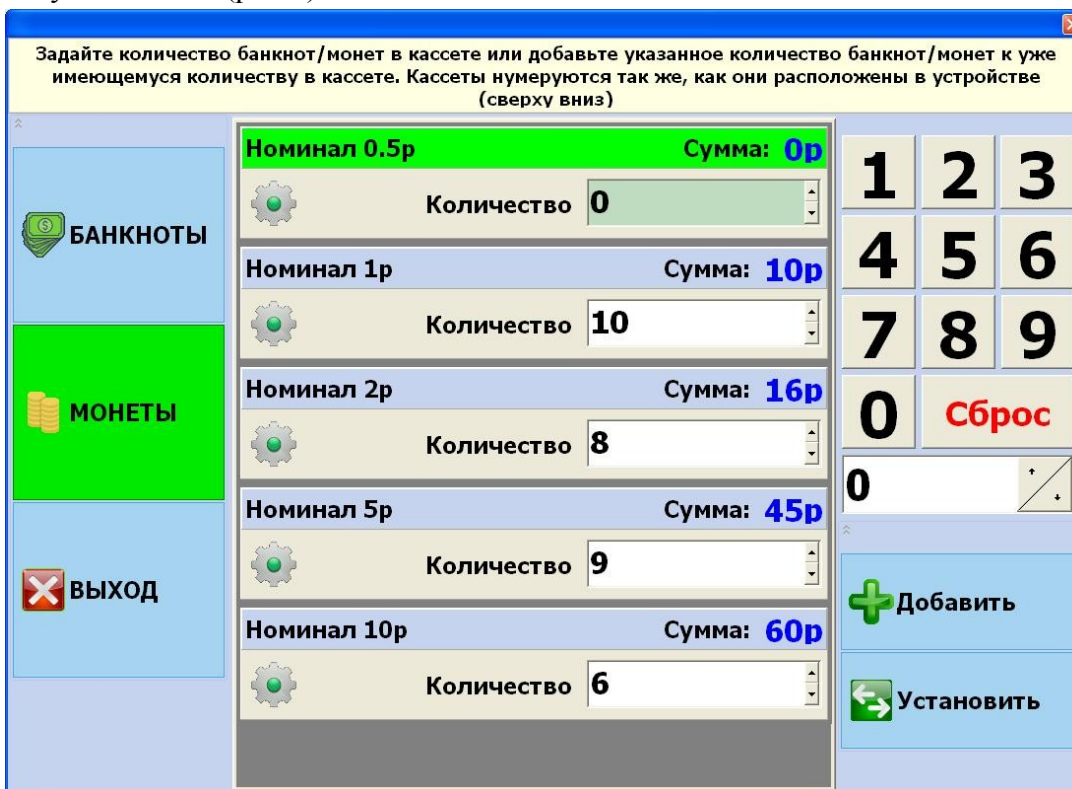 Задайте количество банкнот/монет в кассете или добавьте указанное количество банкнот/монет к уже
имеющемуся количеству в кассете. Кассеты нумеруются так же, как они расположены в устройстве
(сверху вниз)
БАНКНОТЫ
МОНЕТЫ
ВЫХОД
Номинал 0.5р Сумма: 0р
Количество 0
Номинал 1р Сумма: 10р
Количество 10
Номинал 2р Сумма: 16р
Количество 8
Номинал 5р Сумма: 45р
Количество 9
Номинал 10р Сумма: 60р
Количество 6
1 2 3
4 5 6
7 8 9
0 Сброс
0
Добавить
Установить